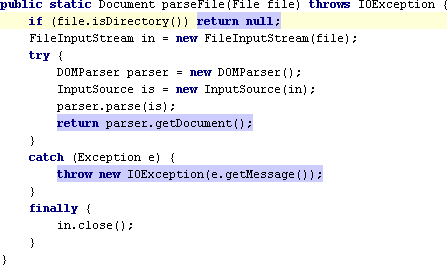 public static Document parseFile(File file) throws IOException {
if (file.isDirectory()) return null;
FileInputStream in = new FileInputStream(file);
try {
DOMParser parser = new DOMParser();
InputSource is = new InputSource(in);
parser.parse(is);
return parser.getDocument();
}
catch (Exception e) {
throw new IOException(e.getMessage());
}
finally {
in.close();
}
}